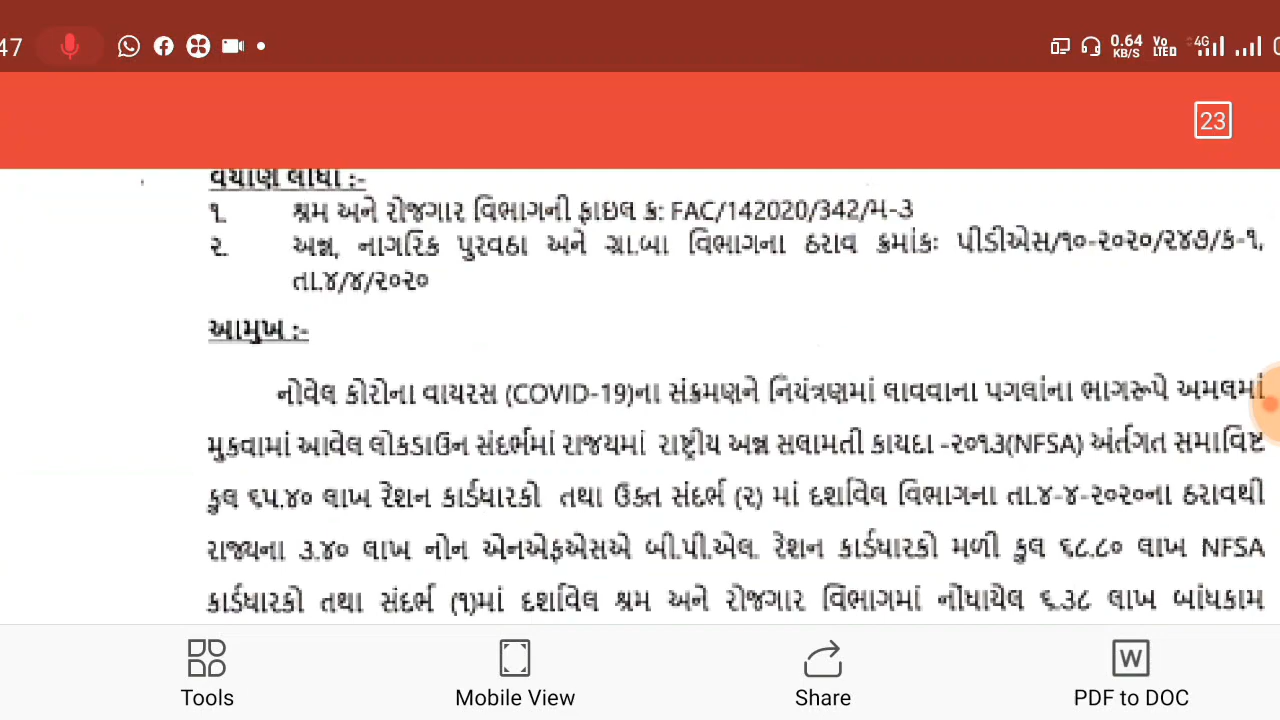 47
0.64
KB/S
Vo
LTE
4G
23
વંચાણે લીધા :-
૧. શ્રમ અને રોજગાર વિભાગની ફાઇલ ક્ર: FAC/142020/342/મ-3
૨. અન્ન, નાગરિક પુરવઠા અને ગ્રા.બા વિભાગના ઠરાવ ક્રમાંકઃ પીડીએસ/૧૦-૨૦૨૦/૨૪૭/ક-૧,
તા.૪/૪/૨૦૨૦
આમુખ :-
નોવેલ કોરોના વાયરસ (COVID-19)ના સંક્રમણને નિયંત્રણમાં લાવવાના પગલાંના ભાગરૂપે અમલમાં
મુકવામાં આવેલ લોકડાઉન સંદર્ભમાં રાજયમાં રાષ્ટ્રીય અન્ન સલામતી કાયદા -૨૦૧૩(NFSA) અંર્તગત સમાવિષ્ટ
કુલ ૬૫.૪૦ લાખ રેશન કાર્ડધારકો તથા ઉક્ત સંદર્ભ (૨) માં દર્શાવેલ વિભાગના તા.૪-૪-૨૦૨૦ના ઠરાવથી
રાજ્યના ૩.૪૦ લાખ નોન એનએફએસએ બી.પી.એલ. રેશન કાર્ડધારકો મળી કુલ ૬૮.૮૦ લાખ NFSA
કાર્ડધારકો તથા સંદર્ભ (૧)માં દર્શાવેલ શ્રમ અને રોજગાર વિભાગમાં નોંધાયેલ ૬.૩૮ લાખ બાંધકામ
Tools Mobile View Share PDF to DOC